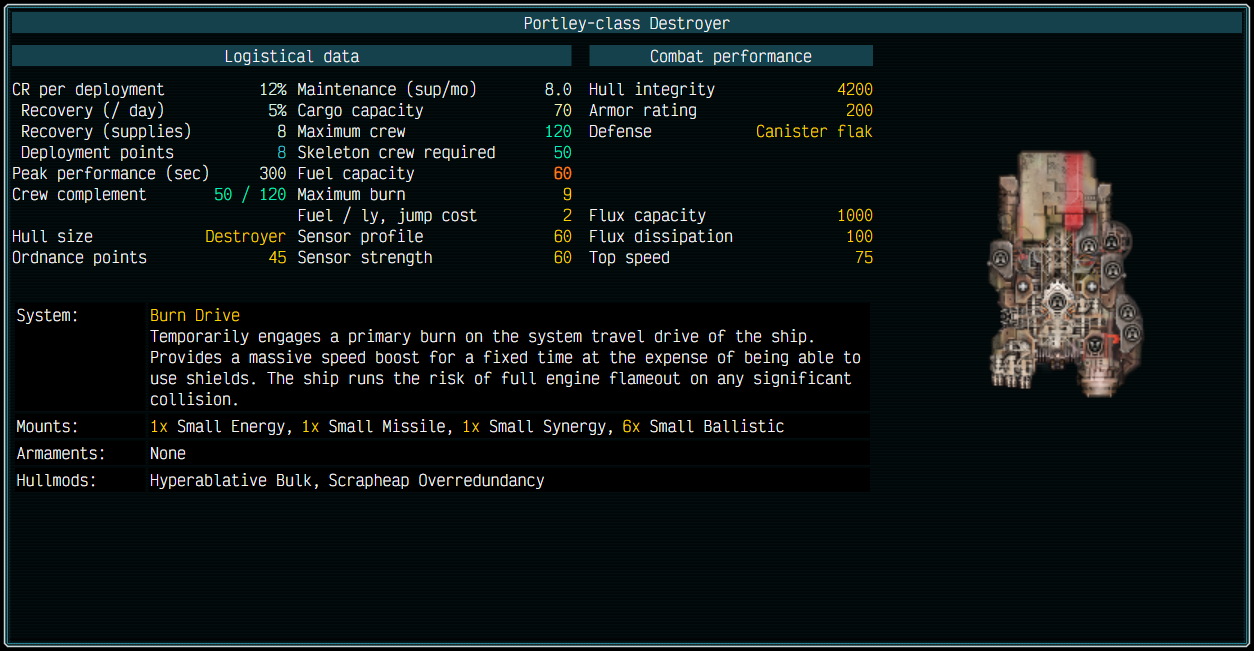 Portley-class Destroyer
Logistical data Combat performance
CR per deployment 12% Maintenance (sup/mo) 8.0 Hull integrity 4200
Recovery (/ day) 5% Cargo capacity 70 Armor rating 200
Recovery (supplies) 8 Maximum crew 120 Defense Canister flak
Deployment points 8 Skeleton crew required 50
Peak performance (sec) 300 Fuel capacity 60
Crew complement 50 / 120 Maximum burn 9
Fuel / ly, jump cost 2 Flux capacity 1000
Hull size Destroyer Sensor profile 60 Flux dissipation 100
Ordnance points 45 Sensor strength 60 Top speed 75
System: Burn Drive
Temporarily engages a primary burn on the system travel drive of the ship.
Provides a massive speed boost for a fixed time at the expense of being able to
use shields. The ship runs the risk of full engine flameout on any significant
collision.
Mounts: 1x Small Energy, 1x Small Missile, 1x Small Synergy, 6x Small Ballistic
Armaments: None
Hullmods: Hyperablative Bulk, Scrapheap Overredundancy